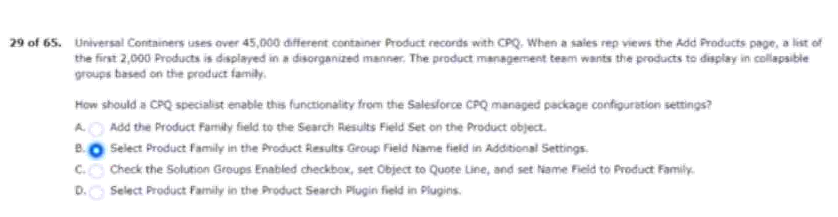 29 of 65. Universal Containers uses over 45,000 different container Product records with CPQ. When a sales rep views the Add Products page, a list of
the first 2,000 Products is displayed in a disorganized manner. The product management team wants the products to display in collapsible
groups based on the product family.
How should a CPQ specialist enable this functionality from the Salesforce CPQ managed package configuration settings?
A. Add the Product Family field to the Search Results Field Set on the Product object.
B. Select Product Family in the Product Results Group Field Name field in Additional Settings.
C. Check the Solution Groups Enabled checkbox, set Object to Quote Line, and set Name Field to Product Family.
D. Select Product Family in the Product Search Plugin field in Plugins.